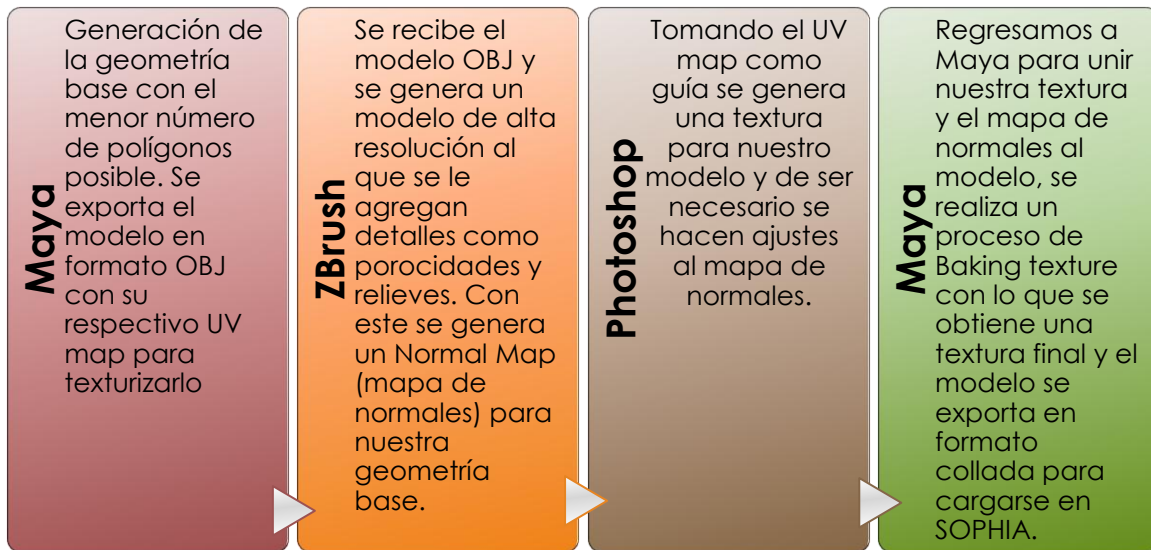 Maya
Generación de
la geometría
base con el
menor número
de polígonos
posible. Se
exporta el
modelo en
formato OBJ
con su
respectivo UV
map para
texturizarlo
ZBrush
Se recibe el
modelo OBJ y
se genera un
modelo de alta
resolución al
que se le
agregan
detalles como
porocidades y
relieves. Con
este se genera
un Normal Map
(mapa de
normales) para
nuestra
geometría
base.
Photoshop
Tomando el UV
map como
guía se genera
una textura
para nuestro
modelo y de ser
necesario se
hacen ajustes
al mapa de
normales.
Maya
Regresamos a
Maya para unir
nuestra textura
y el mapa de
normales al
modelo, se
realiza un
proceso de
Baking texture
con lo que se
obtiene una
textura final y el
modelo se
exporta en
formato
collada para
cargarse en
SOPHIA.